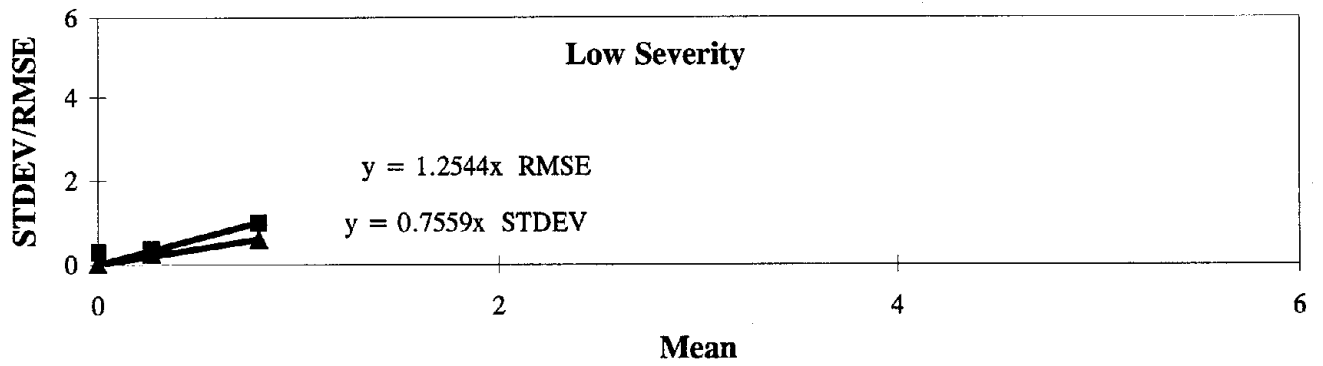 Low Severity
STDEV/RMSE
6
4
2
0
y = 1.2544x RMSE
y = 0.7559x STDEV
0 2 4 6
Mean